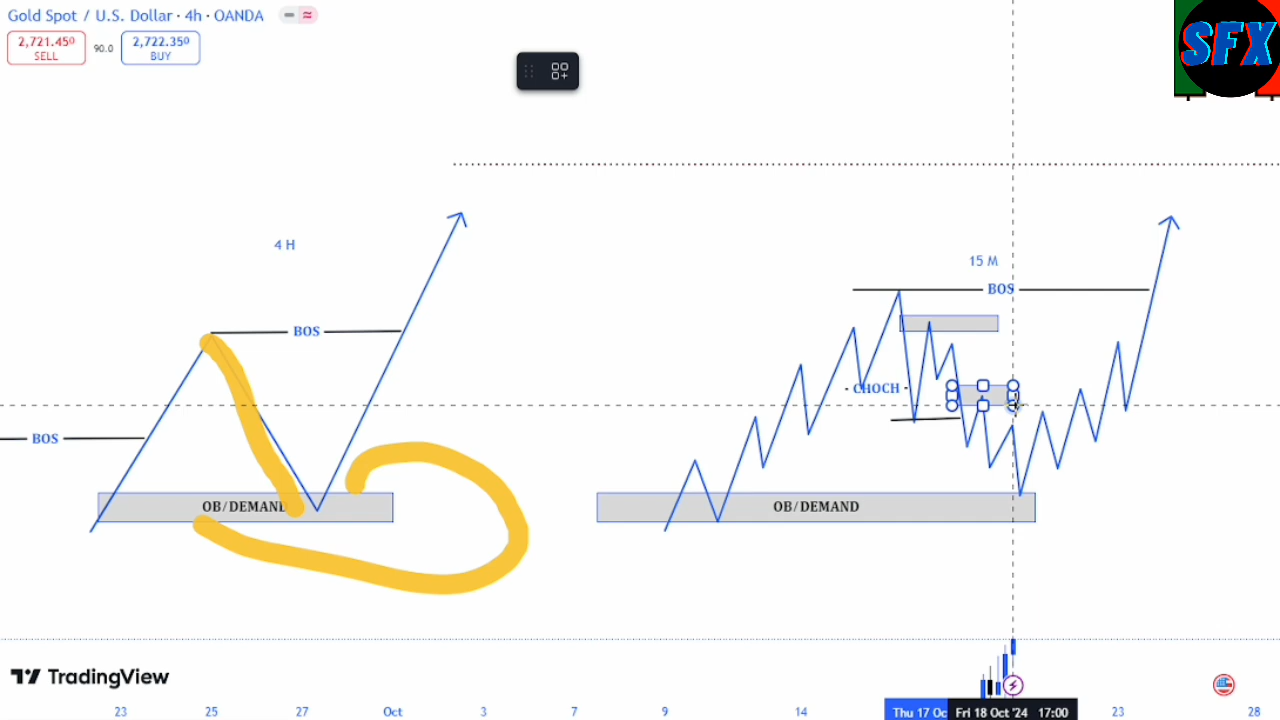 Gold Spot / U.S. Dollar · 4h · OANDA
2,721.450
SELL
90.0
2,722.350
BUY
SFX
4 H
15 M
BOS
BOS
CHOCH
BOS
OB/DEMAND
OB/DEMAND
TradingView
23
25
27
Oct
3
7
9
14
Thu 17 Oc
Fri 18 Oct '24 17:00
23
28